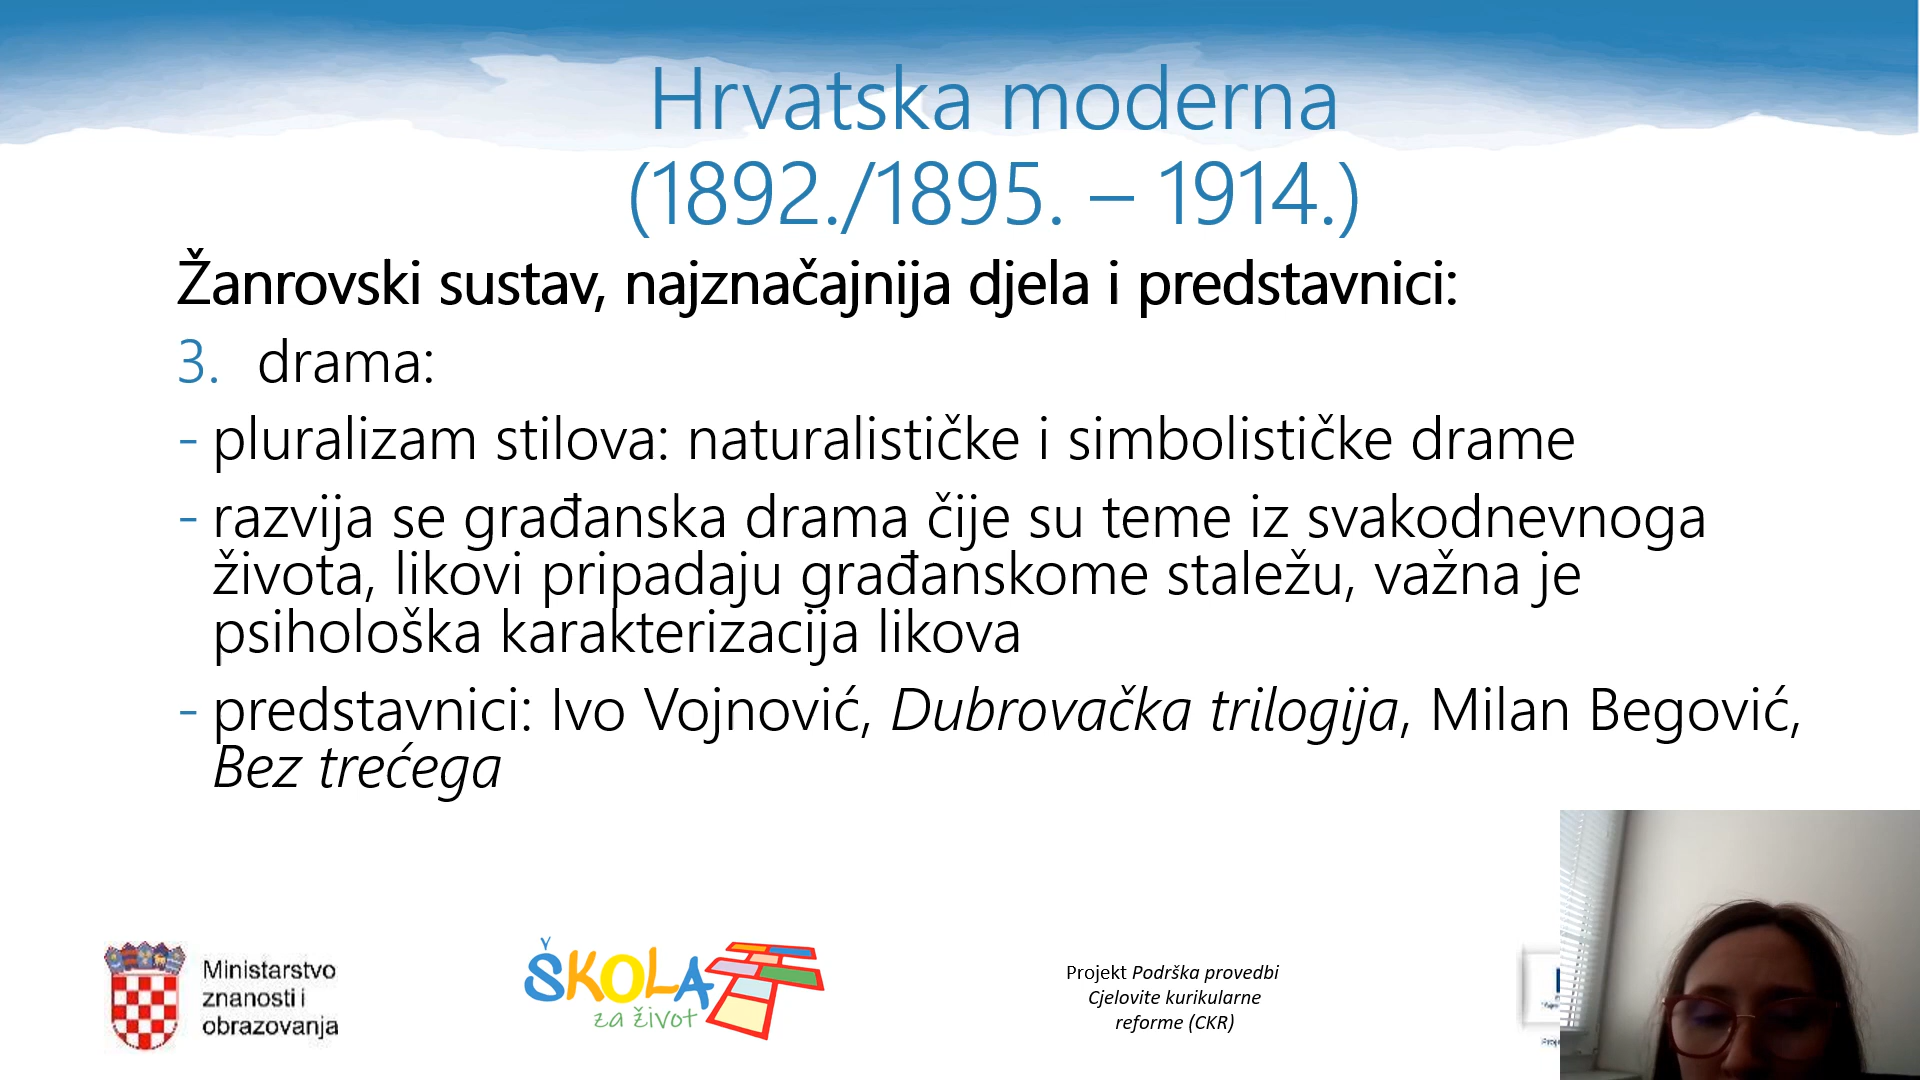 Hrvatska moderna
(1892./1895. – 1914.)
Žanrovski sustav, najznačajnija djela i predstavnici:
3. drama:
- pluralizam stilova: naturalističke i simbolističke drame
- razvija se građanska drama čije su teme iz svakodnevnoga
života, likovi pripadaju građanskome staležu, važna je
psihološka karakterizacija likova
- predstavnici: Ivo Vojnović, Dubrovačka trilogija, Milan Begović,
Bez trećega
Ministarstvo
znanosti i
obrazovanja
ŠKOLA
za život
Projekt Podrška provedbi
Cjelovite kurikularne
reforme (CKR)